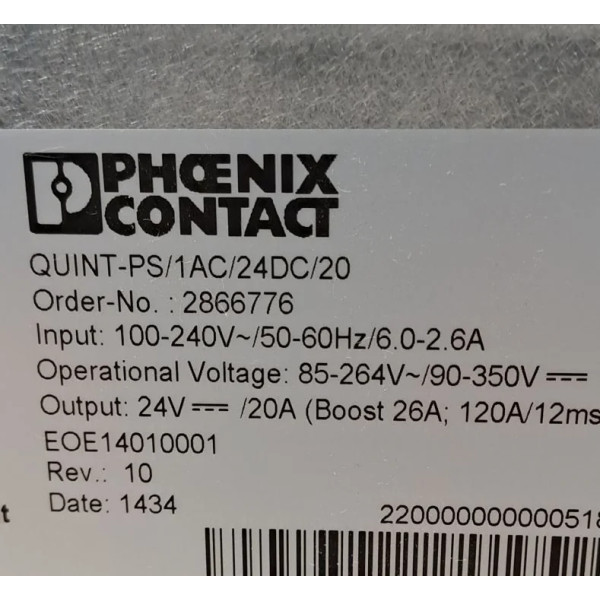 PHŒNIX
CONTACT
QUINT-PS/1AC/24DC/20
Order-No. : 2866776
Input: 100-240V~/50-60Hz/6.0-2.6A
Operational Voltage: 85-264V~/90-350V ⎓
Output: 24V ⎓ /20A (Boost 26A; 120A/12ms
EOE14010001
Rev.: 10
Date: 1434